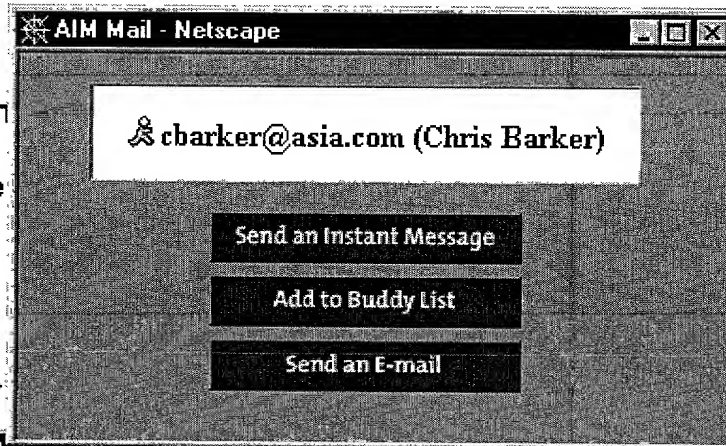 AIM Mail - Netscape
cbarker@asia.com (Chris Barker)
Send an Instant Message
Add to Buddy List
Send an E-mail